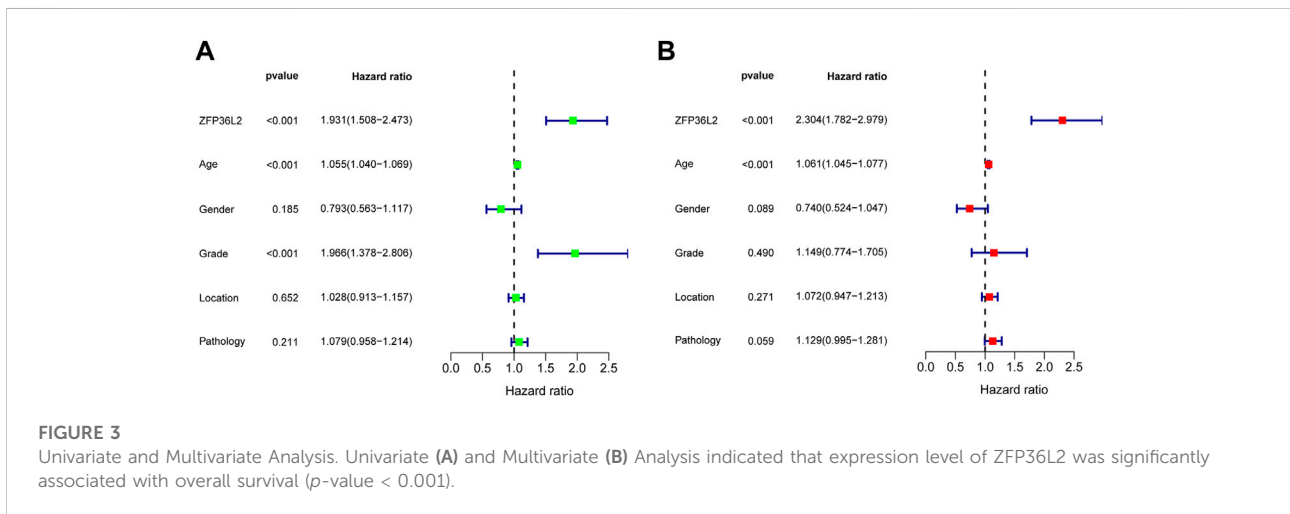 A
pvalue Hazard ratio
ZFP36L2 <0.001 1.931(1.508−2.473)
Age <0.001 1.055(1.040−1.069)
Gender 0.185 0.793(0.563−1.117)
Grade <0.001 1.966(1.378−2.806)
Location 0.652 1.028(0.913−1.157)
Pathology 0.211 1.079(0.958−1.214)
0.0 0.5 1.0 1.5 2.0 2.5
Hazard ratio
B
pvalue Hazard ratio
ZFP36L2 <0.001 2.304(1.782−2.979)
Age <0.001 1.061(1.045−1.077)
Gender 0.089 0.740(0.524−1.047)
Grade 0.490 1.149(0.774−1.705)
Location 0.271 1.072(0.947−1.213)
Pathology 0.059 1.129(0.995−1.281)
0.0 0.5 1.0 1.5 2.0 2.5
Hazard ratio
FIGURE 3
Univariate and Multivariate Analysis. Univariate (A) and Multivariate (B) Analysis indicated that expression level of ZFP36L2 was significantly
associated with overall survival (p-value < 0.001).